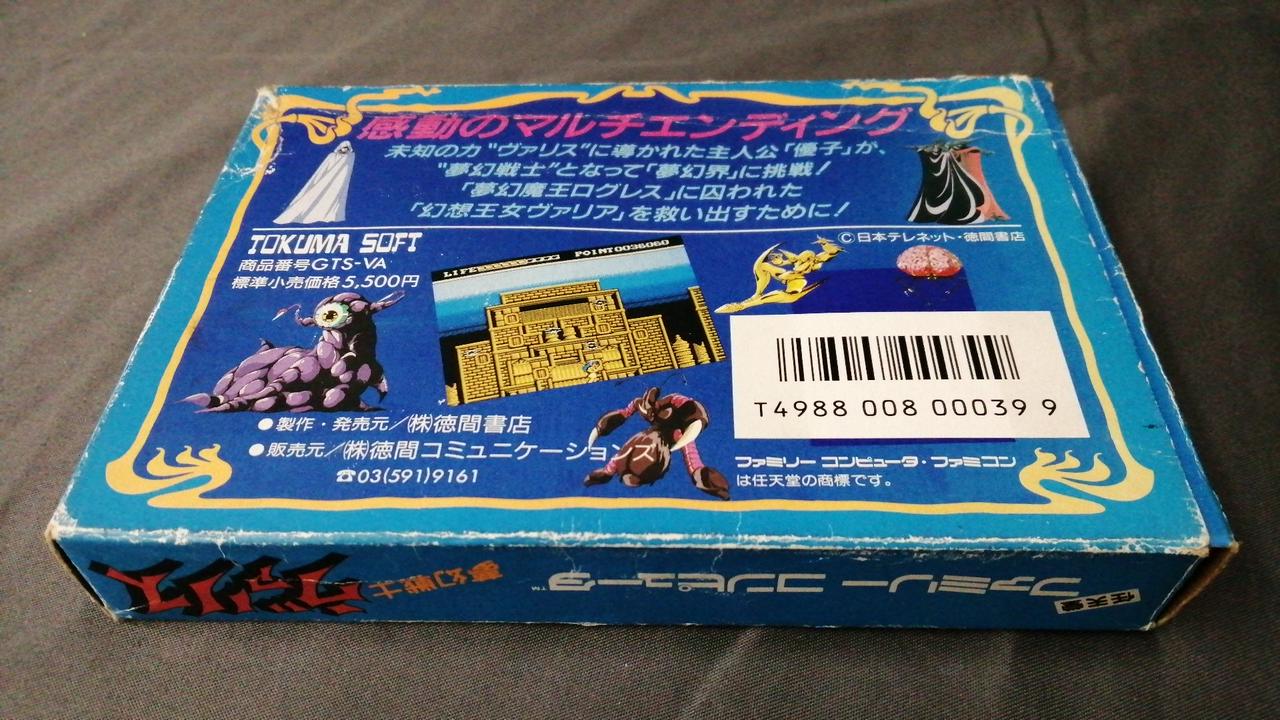 感動のマルチエンディング
未知の力"ヴァリス"に導かれた主人公「優子」が、
"夢幻戦士"となって「夢幻界」に挑戦!
「夢幻魔王ログレス」に囚われた
「幻想王女ヴァリア」を救い出すために!
TOKUMA SOFT
商品番号GTS-VA
標準小売価格5,500円
LIFE
POINT0036060
©日本テレネット・徳間書店
T4988 008 00039 9
●製作・発売元/㈱徳間書店
●販売元/㈱徳間コミュニケーションズ
☎03(591)9161
ファミリー コンピュータ・ファミコン
は任天堂の商標です。
任天堂
ファミリー コンピュータ™
夢幻戦士
ヴァリス